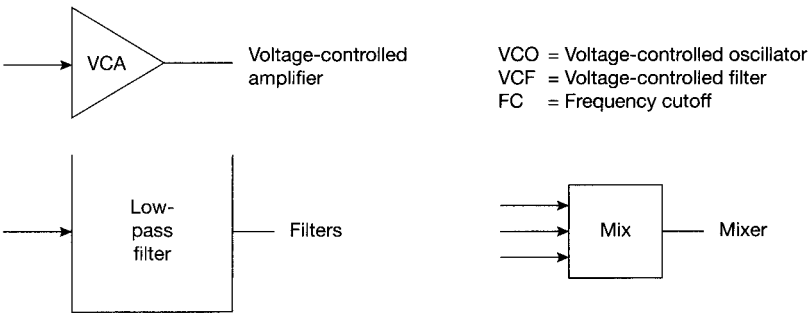 VCA
Voltage-controlled
amplifier
VCO = Voltage-controlled oscillator
VCF = Voltage-controlled filter
FC = Frequency cutoff
Low-
pass
filter
Filters
Mix
Mixer